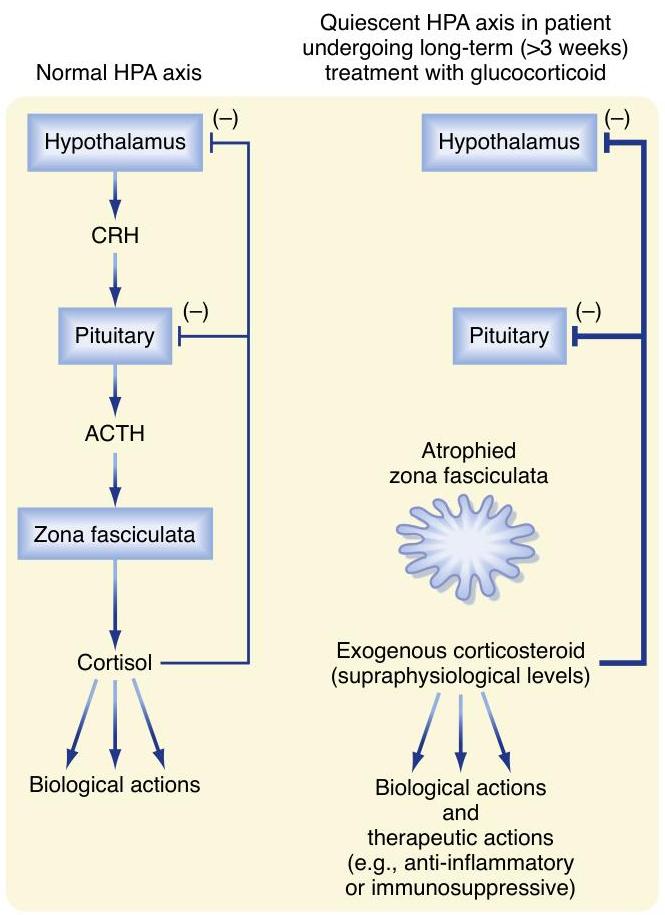 Normal HPA axis
Quiescent HPA axis in patient
undergoing long-term (>3 weeks)
treatment with glucocorticoid
Hypothalamus
(–)
CRH
Pituitary
(–)
ACTH
Zona fasciculata
Cortisol
Biological actions
Hypothalamus
(–)
Pituitary
(–)
Atrophied
zona fasciculata
Exogenous corticosteroid
(supraphysiological levels)
Biological actions
and
therapeutic actions
(e.g., anti-inflammatory
or immunosuppressive)